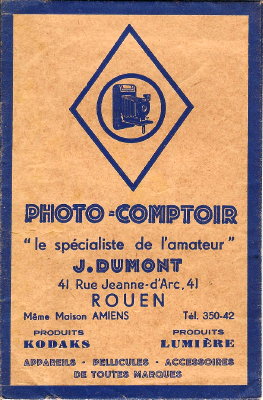 PHOTO-COMPTOIR
"le spécialiste de l'amateur"
J. DUMONT
41 Rue Jeanne-d'Arc, 41
ROUEN
Même Maison AMIENS Tél. 350-42
PRODUITS PRODUITS
KODAKS LUMIÈRE
APPAREILS - PELLICULES - ACCESSOIRES
DE TOUTES MARQUES